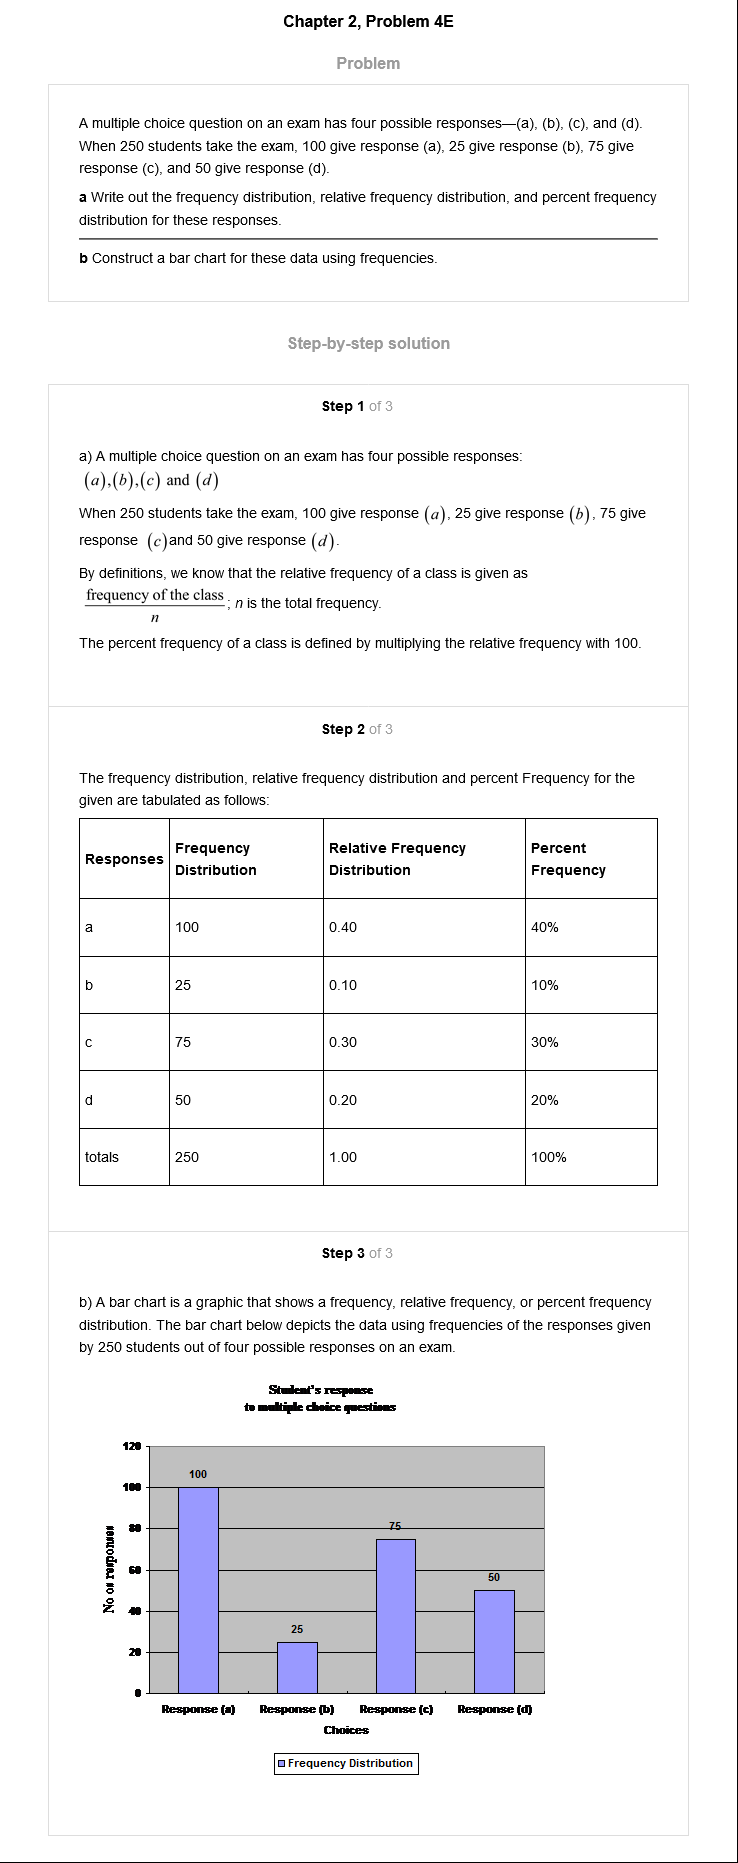 Chapter 2, Problem 4E
Problem
A multiple choice question on an exam has four possible responses—(a), (b), (c), and (d).
When 250 students take the exam, 100 give response (a), 25 give response (b), 75 give
response (c), and 50 give response (d).
a Write out the frequency distribution, relative frequency distribution, and percent frequency
distribution for these responses.
b Construct a bar chart for these data using frequencies.
Step-by-step solution
Step 1 of 3
a) A multiple choice question on an exam has four possible responses:
(a),(b),(c) and (d)
When 250 students take the exam, 100 give response (a), 25 give response (b), 75 give
response (c)and 50 give response (d).
By definitions, we know that the relative frequency of a class is given as
frequency of the class
n
; n is the total frequency.
The percent frequency of a class is defined by multiplying the relative frequency with 100.
Step 2 of 3
The frequency distribution, relative frequency distribution and percent Frequency for the
given are tabulated as follows:
Responses Frequency Distribution Relative Frequency Distribution Percent Frequency
a 100 0.40 40%
b 25 0.10 10%
c 75 0.30 30%
d 50 0.20 20%
totals 250 1.00 100%
Step 3 of 3
b) A bar chart is a graphic that shows a frequency, relative frequency, or percent frequency
distribution. The bar chart below depicts the data using frequencies of the responses given
by 250 students out of four possible responses on an exam.
Student's response
to multiple choice questions
120
100
80
60
40
20
0
No os responses
100
25
75
50
Response (a) Response (b) Response (c) Response (d)
Choices
Frequency Distribution